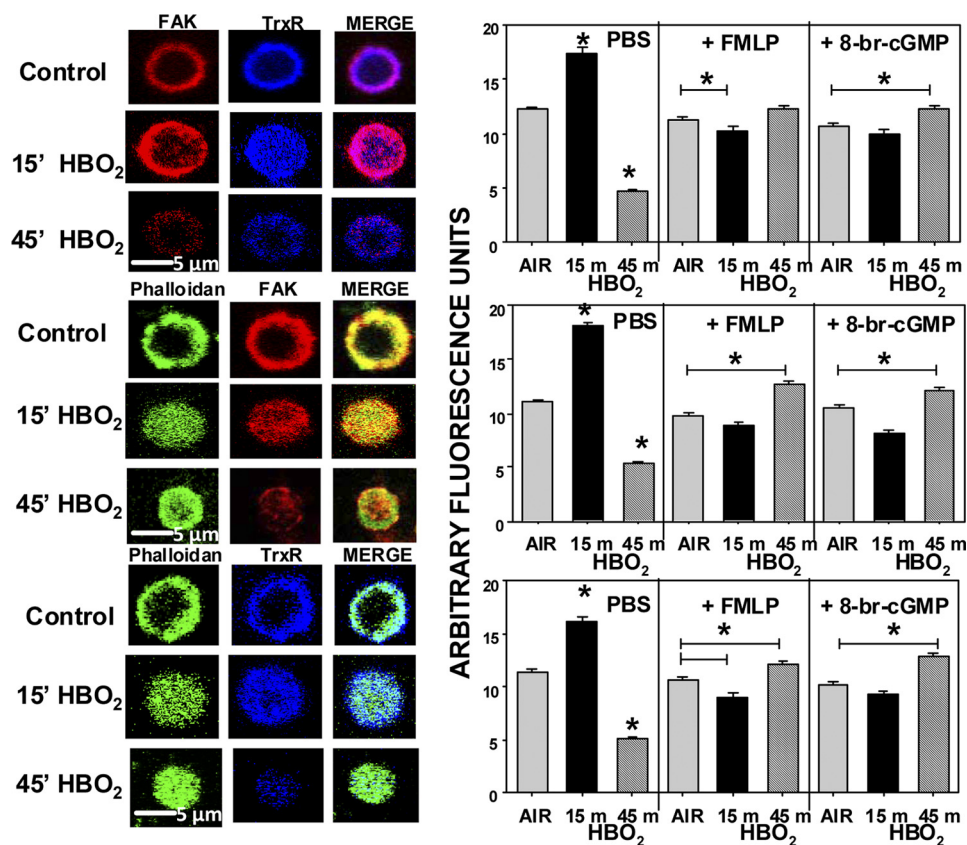 FAK TrxR MERGE
Control
15' HBO2
45' HBO2
5 µm
Phalloidan FAK MERGE
Control
15' HBO2
45' HBO2
5 µm
Phalloidan TrxR MERGE
Control
15' HBO2
45' HBO2
5 µm
ARBITRARY FLUORESCENCE UNITS
20
15
10
5
0
* PBS + FMLP + 8-br-cGMP
* * *
AIR 15 m 45 m AIR 15 m 45 m AIR 15 m 45 m
HBO2 HBO2 HBO2
20
15
10
5
0
* PBS + FMLP + 8-br-cGMP
* * *
AIR 15 m 45 m AIR 15 m 45 m AIR 15 m 45 m
HBO2 HBO2 HBO2
20
15
10
5
0
* PBS + FMLP + 8-br-cGMP
* * *
AIR 15 m 45 m AIR 15 m 45 m AIR 15 m 45 m
HBO2 HBO2 HBO2